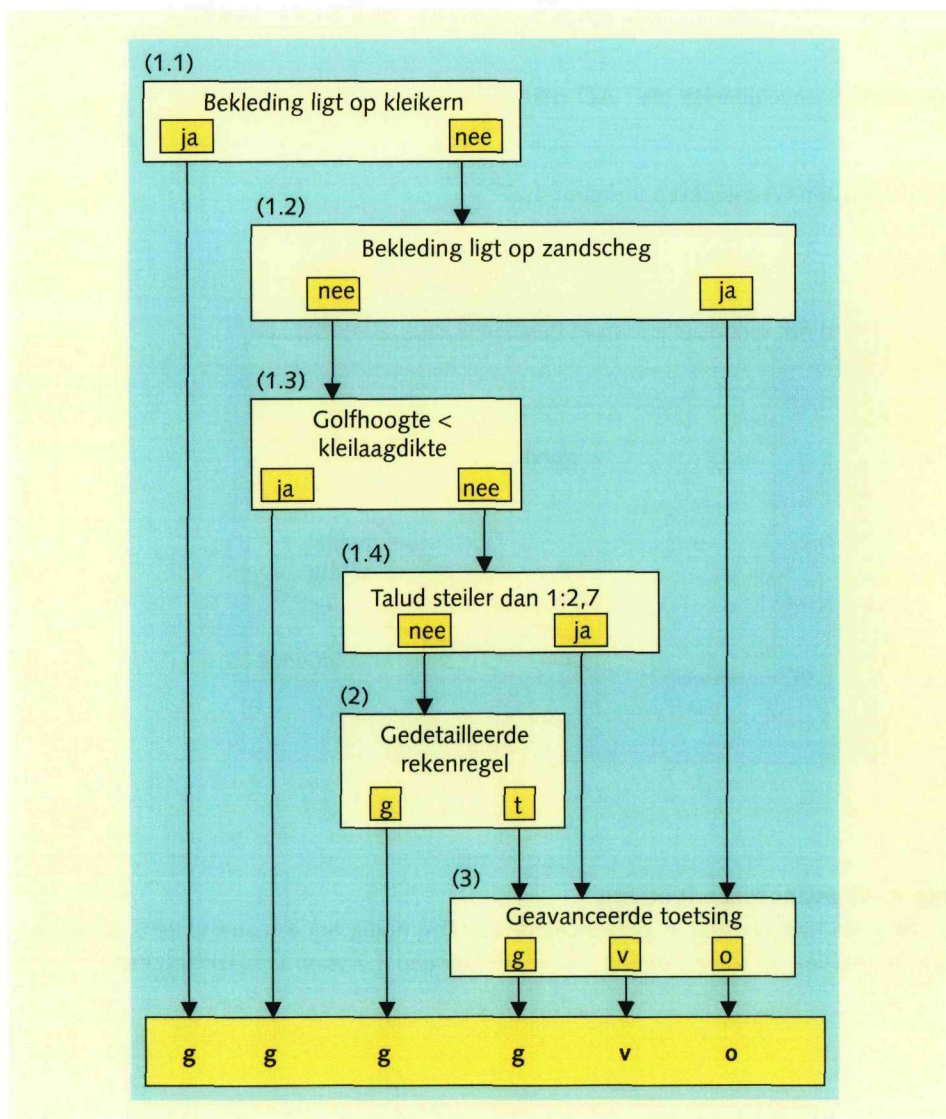 (1.1)
Bekleding ligt op kleikern
ja nee
(1.2)
Bekleding ligt op zandscheg
nee ja
(1.3)
Golfhoogte <
kleilaagdikte
ja nee
(1.4)
Talud steiler dan 1:2,7
nee ja
(2)
Gedetailleerde
rekenregel
g t
(3)
Geavanceerde toetsing
g v o
g g g g v o